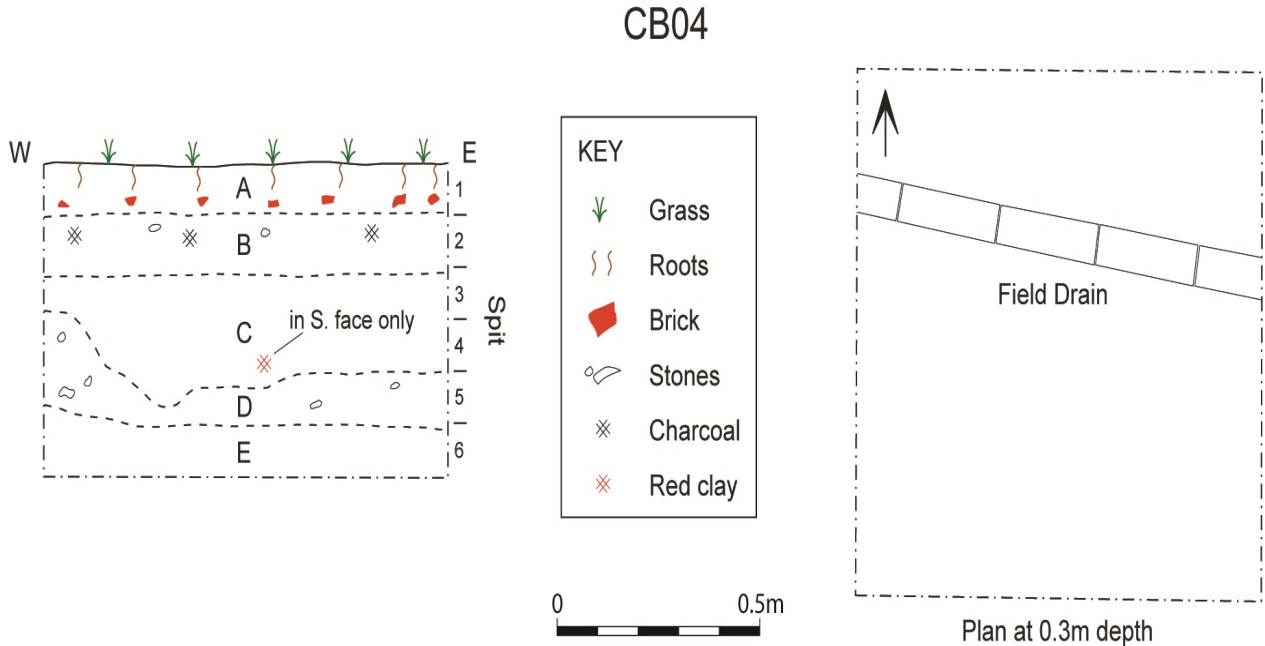 CB04
W
E
A
B
C
D
E
in S. face only
1
2
3
4
5
6
Spit
KEY
Grass
Roots
Brick
Stones
Charcoal
Red clay
0 0.5m
Field Drain
Plan at 0.3m depth